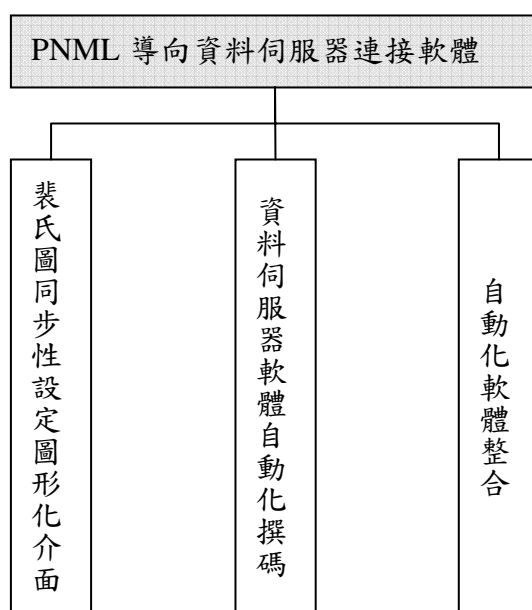 PNML 導向資料伺服器連接軟體
裴氏圖同步性設定圖形化介面
資料伺服器軟體自動化撰碼
自動化軟體整合